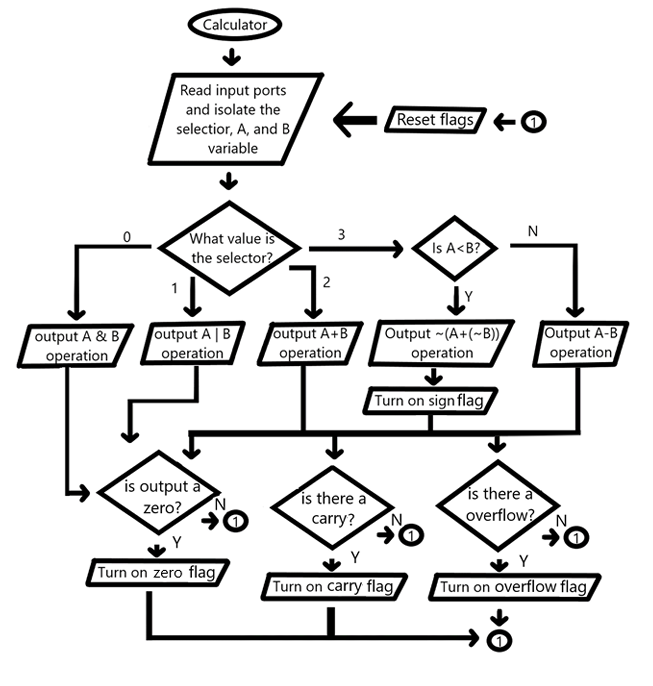 Calculator
Read input ports
and isolate the
selectior, A, and B
variable
Reset flags
1
What value is
the selector?
0
1
2
3
Is A<B?
N
Y
output A & B
operation
output A | B
operation
output A+B
operation
Output ~(A+(~B))
operation
Output A-B
operation
Turn on sign flag
is output a
zero?
N
1
Y
is there a
carry?
N
1
Y
is there a
overflow?
N
1
Y
Turn on zero flag
Turn on carry flag
Turn on overflow flag
1